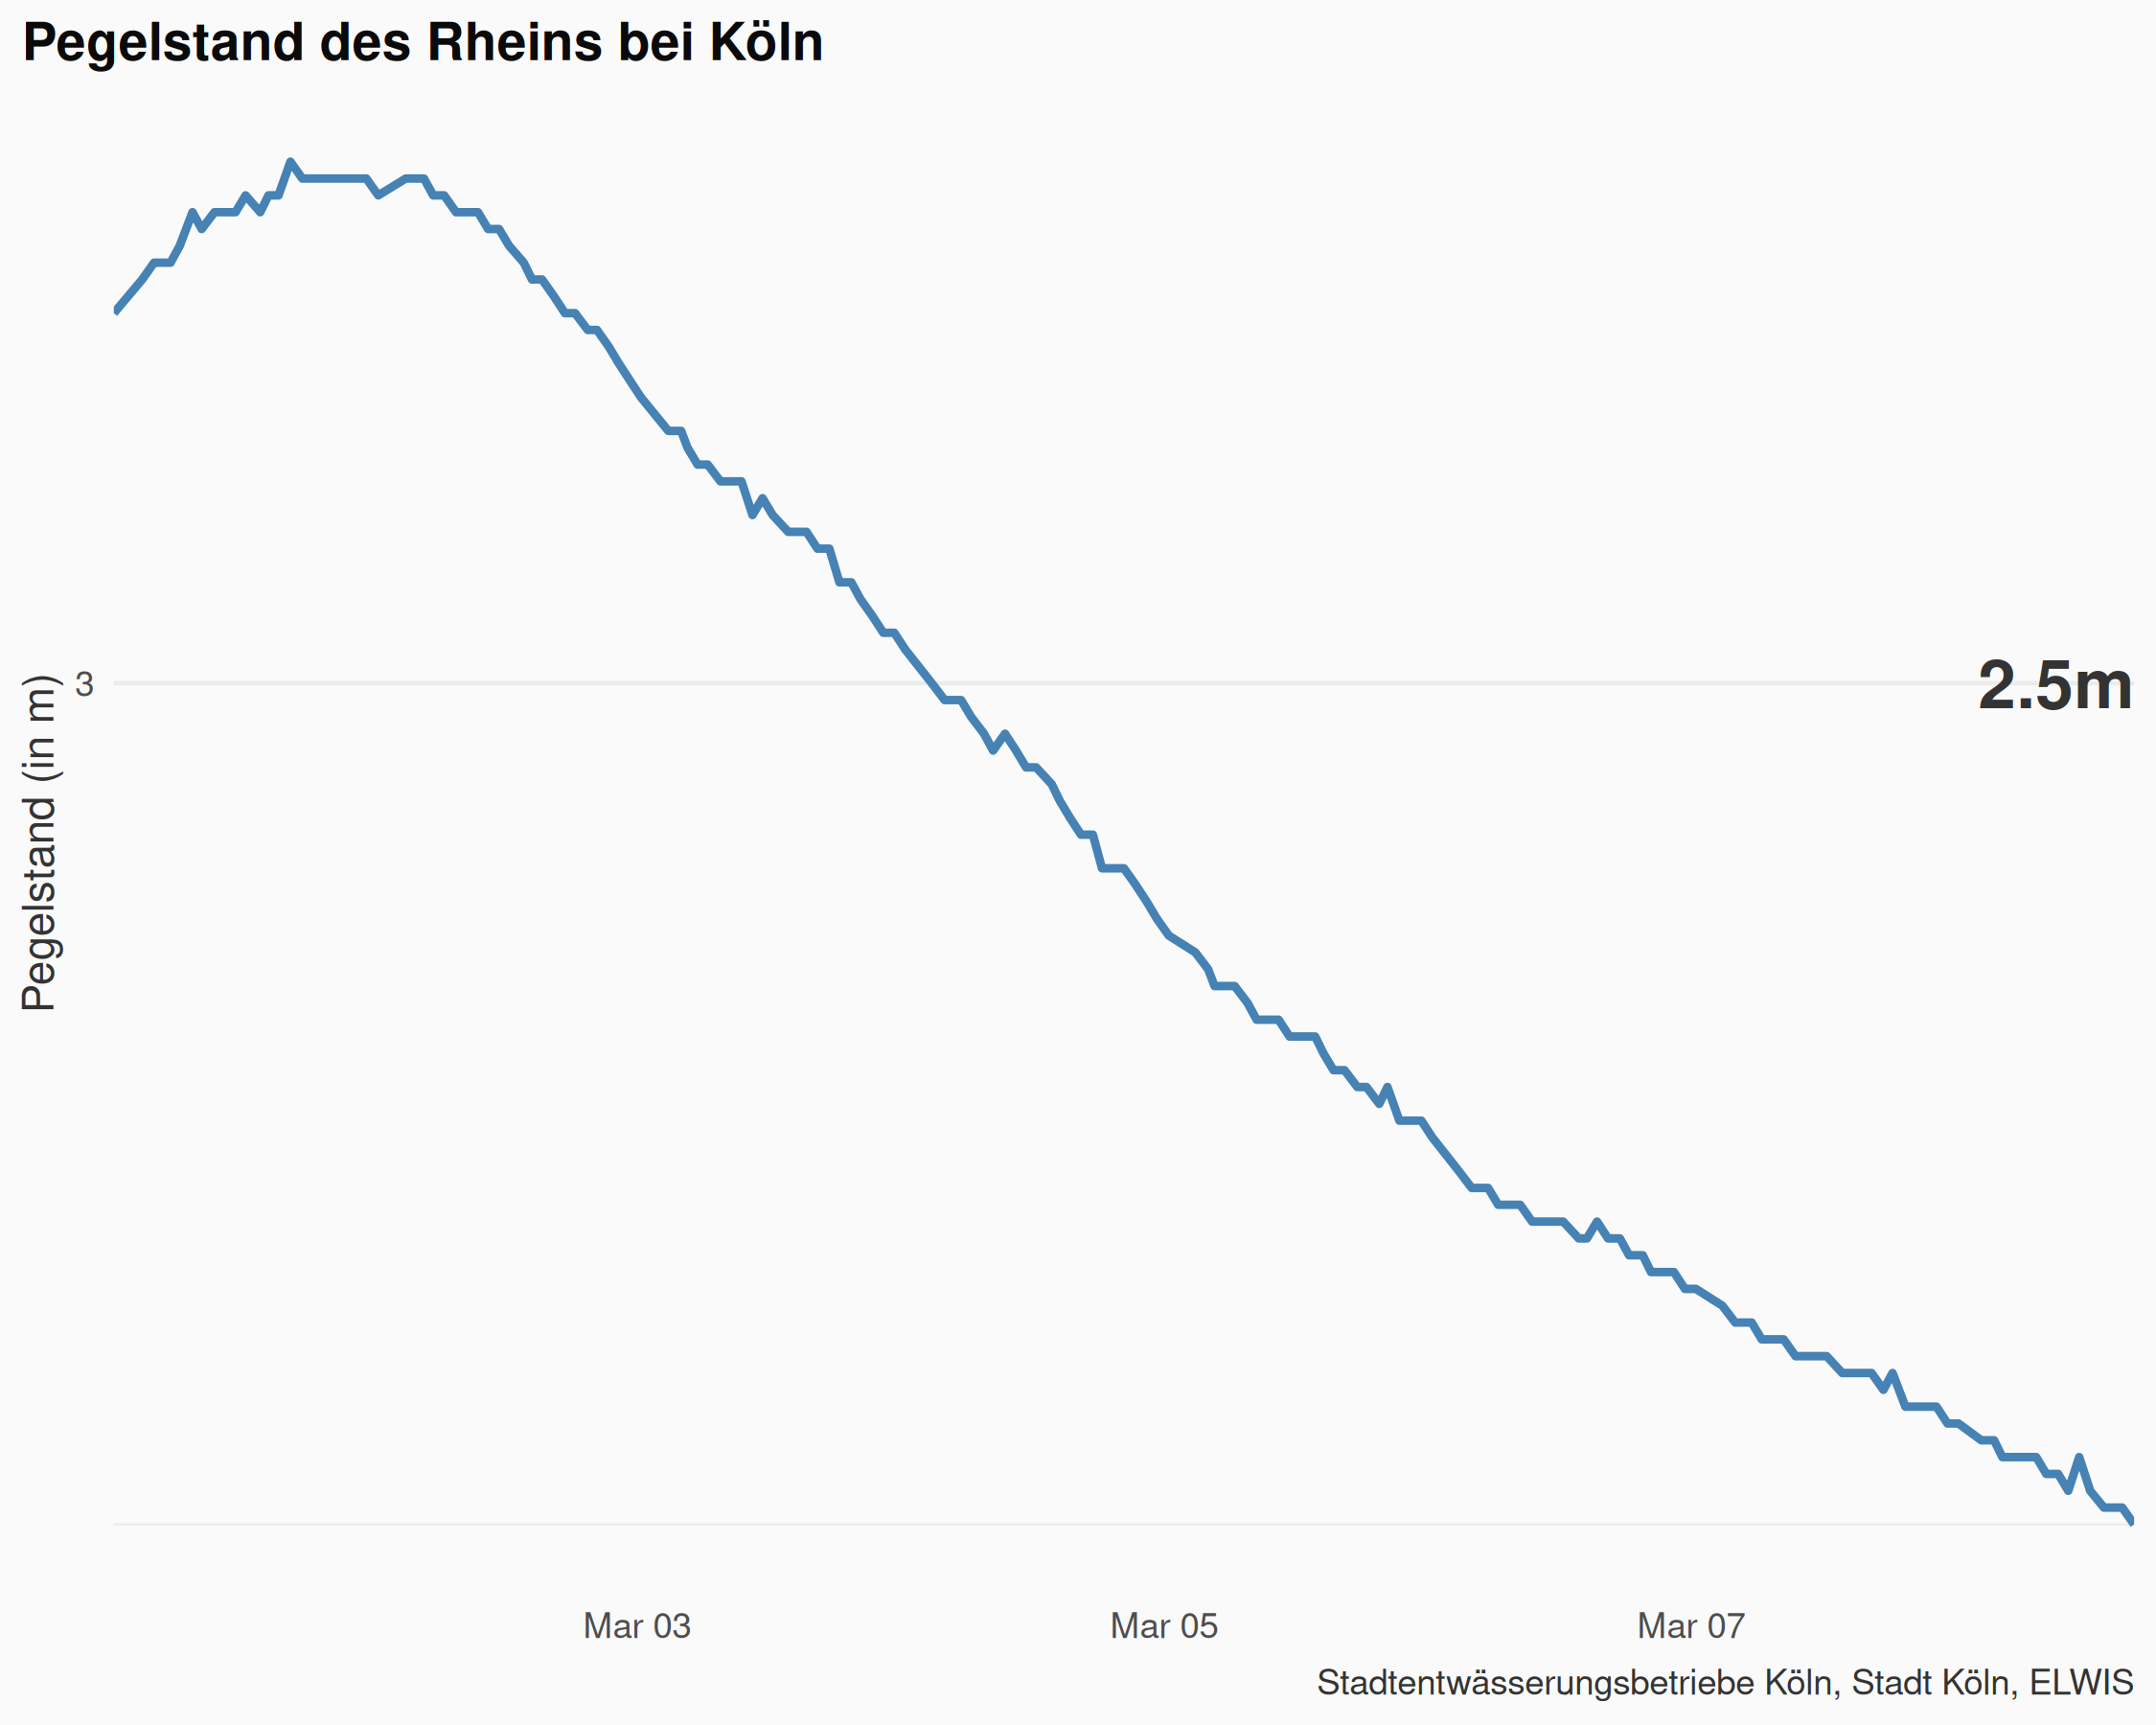 Pegelstand des Rheins bei Köln
Pegelstand (in m)
3
2.5m
Mar 03
Mar 05
Mar 07
Stadtentwässerungsbetriebe Köln, Stadt Köln, ELWIS